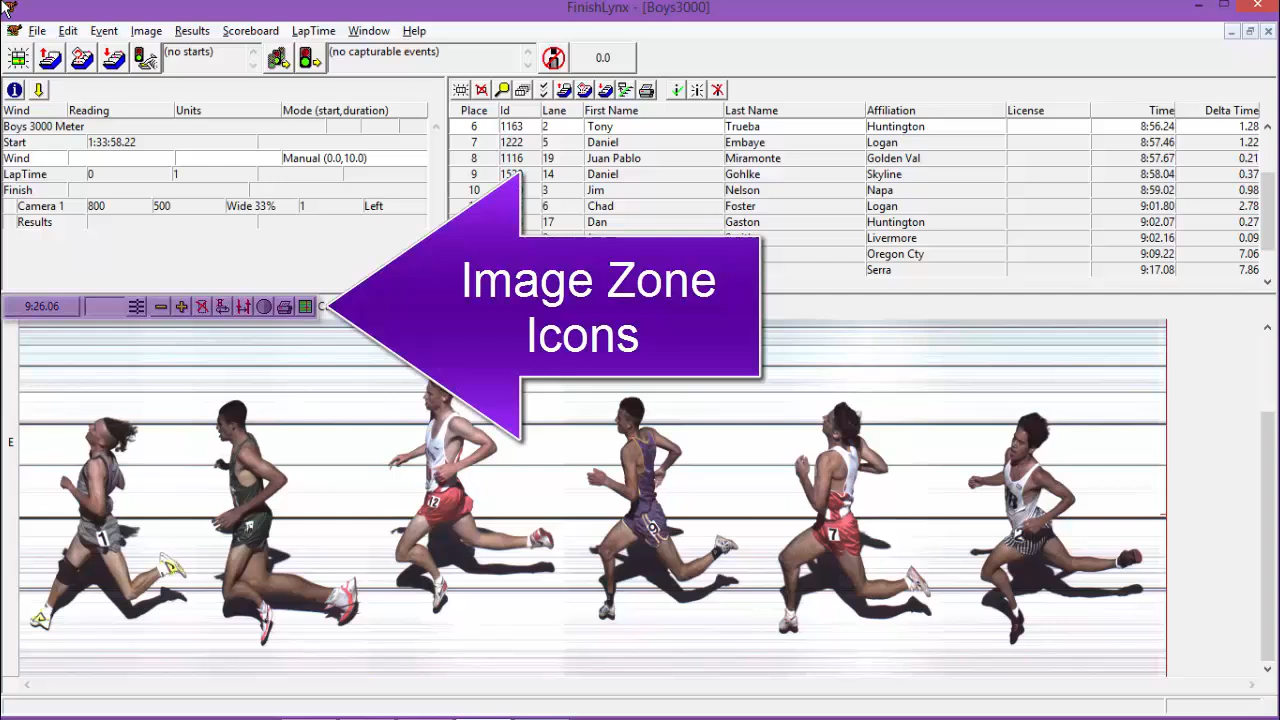 FinishLynx - [Boys3000]
File Edit Event Image Results Scoreboard LapTime Window Help
(no starts) (no capturable events) 0.0
Wind Reading Units Mode (start,duration)
Boys 3000 Meter
Start 1:33:58.22
Wind Manual (0.0,10.0)
LapTime 0 1
Finish
Camera 1 800 500 Wide 33% 1 Left
Results
Place Id Lane First Name Last Name Affiliation License Time Delta Time
6 1163 2 Tony Trueba Huntington 8:56.24 1.28
7 1222 5 Daniel Embaye Logan 8:57.46 1.22
8 1116 19 Juan Pablo Miramonte Golden Val 8:57.67 0.21
9 14 Daniel Gohlke Skyline 8:58.04 0.37
10 3 Jim Nelson Napa 8:59.02 0.98
6 Chad Foster Logan 9:01.80 2.78
17 Dan Gaston Huntington 9:02.07 0.27
Livermore 9:02.16 0.09
Oregon Cty 9:09.22 7.06
Serra 9:17.08 7.86
9:26.06
Image Zone
Icons
E
1
12
9
7
2